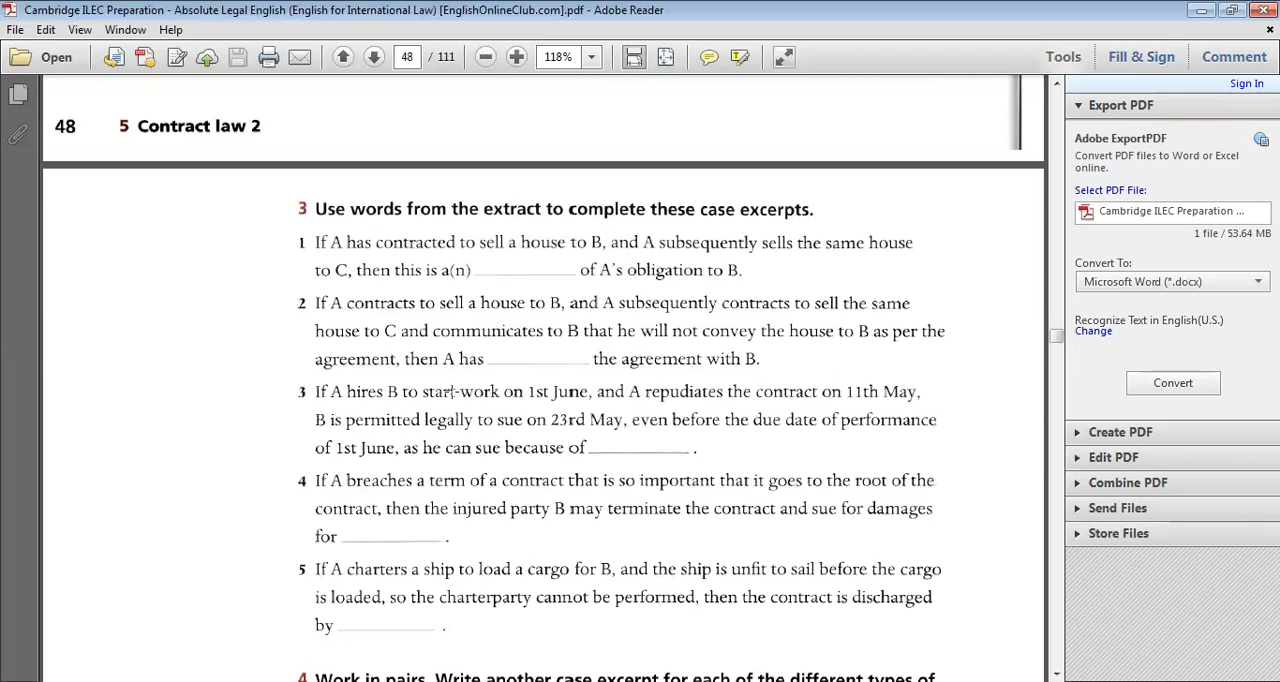 Cambridge ILEC Preparation - Absolute Legal English (English for International Law) [EnglishOnlineClub.com].pdf - Adobe Reader
File Edit View Window Help
Open 48 / 111 118% Tools Fill & Sign Comment
Sign In
48 5 Contract law 2
3 Use words from the extract to complete these case excerpts.
1 If A has contracted to sell a house to B, and A subsequently sells the same house
to C, then this is a(n) ____________ of A's obligation to B.
2 If A contracts to sell a house to B, and A subsequently contracts to sell the same
house to C and communicates to B that he will not convey the house to B as per the
agreement, then A has ____________ the agreement with B.
3 If A hires B to start work on 1st June, and A repudiates the contract on 11th May,
B is permitted legally to sue on 23rd May, even before the due date of performance
of 1st June, as he can sue because of ____________ .
4 If A breaches a term of a contract that is so important that it goes to the root of the
contract, then the injured party B may terminate the contract and sue for damages
for ____________ .
5 If A charters a ship to load a cargo for B, and the ship is unfit to sail before the cargo
is loaded, so the charterparty cannot be performed, then the contract is discharged
by ____________ .
4 Work in pairs. Write another case excerpt for each of the different types of
Export PDF
Adobe ExportPDF
Convert PDF files to Word or Excel
online.
Select PDF File:
Cambridge ILEC Preparation ...
1 file / 53.64 MB
Convert To:
Microsoft Word (*.docx)
Recognize Text in English(U.S.)
Change
Convert
Create PDF
Edit PDF
Combine PDF
Send Files
Store Files